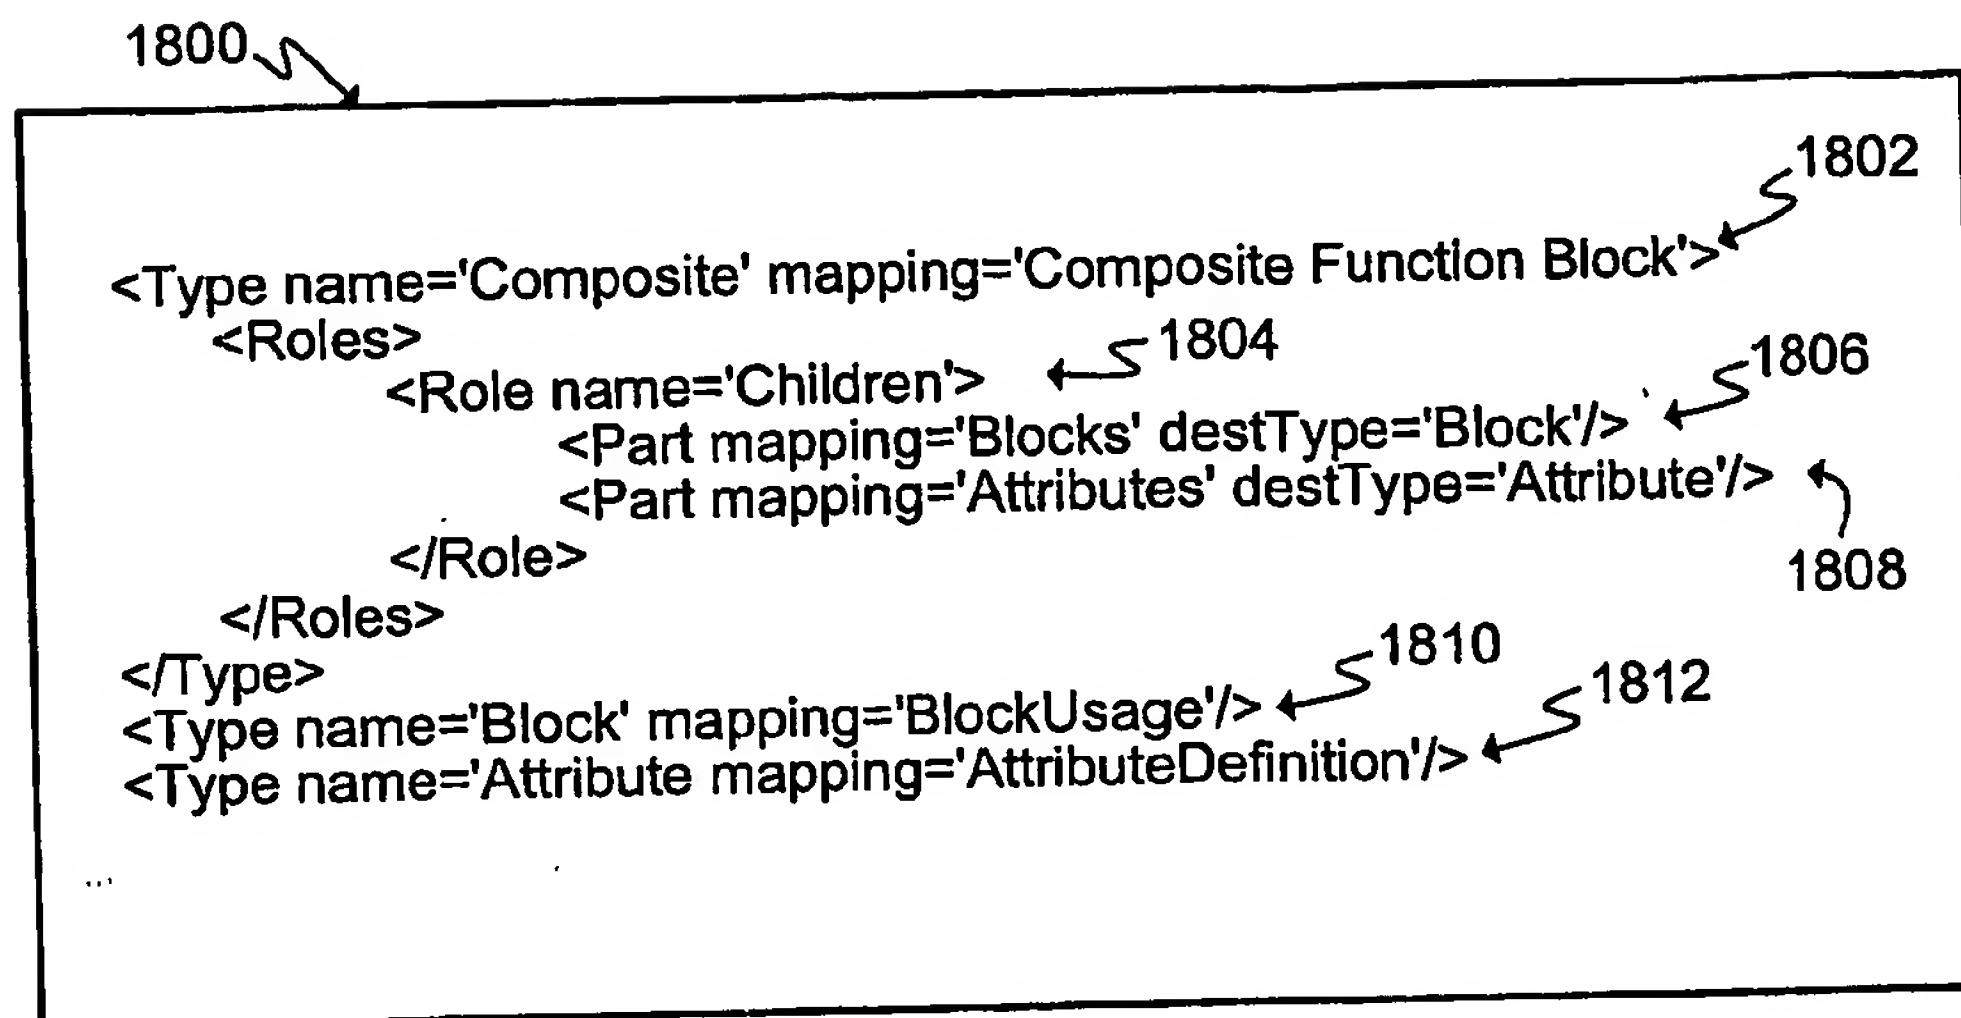 1800
1802
<Type name='Composite' mapping='Composite Function Block'>
<Roles>
1804
<Role name='Children'>
1806
<Part mapping='Blocks' destType='Block'/>
<Part mapping='Attributes' destType='Attribute'/>
</Role>
1808
</Roles>
</Type>
1810
<Type name='Block' mapping='BlockUsage'/>
1812
<Type name='Attribute mapping='AttributeDefinition'/>
...